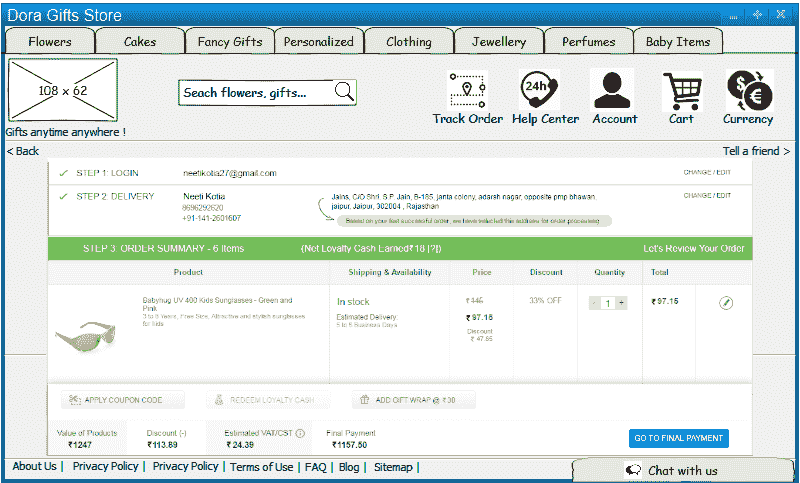 Dora Gifts Store
Flowers Cakes Fancy Gifts Personalized Clothing Jewellery Perfumes Baby Items
108 x 62
Seach flowers, gifts...
24h
Track Order Help Center Account Cart Currency
Gifts anytime anywhere !
< Back Tell a friend >
STEP 1: LOGIN neetikotia27@gmail.com CHANGE / EDIT
STEP 2: DELIVERY Neeti Kotia Jains, C/O Shri. S.P. Jain, B-185, janta colony, adarsh nagar, opposite pmp bhawan, CHANGE / EDIT
8696292620 jaipur, Jaipur, 302004 , Rajasthan
+91-141-2601607 Based on your last successful order, we have selected this address for order processing
STEP 3: ORDER SUMMARY - 6 Items (Net Loyalty Cash Earned ₹18 [?]) Let's Review Your Order
Product Shipping & Availability Price Discount Quantity Total
Babyhug UV 400 Kids Sunglasses - Green and
Pink
3 to 8 Years, Free Size, Attractive and stylish sunglasses
for kids
In stock
Estimated Delivery:
5 to 6 Business Days
₹ 145
₹ 97.15
Discount
₹ 47.85
33% OFF
- 1 +
₹ 97.15
APPLY COUPON CODE REDEEM LOYALTY CASH ADD GIFT WRAP @ ₹30
Value of Products Discount (-) Estimated VAT/CST Final Payment
₹1247 ₹113.89 ₹ 24.39 ₹1157.50
GO TO FINAL PAYMENT
About Us | Privacy Policy | Privacy Policy | Terms of Use | FAQ | Blog | Sitemap |
Chat with us